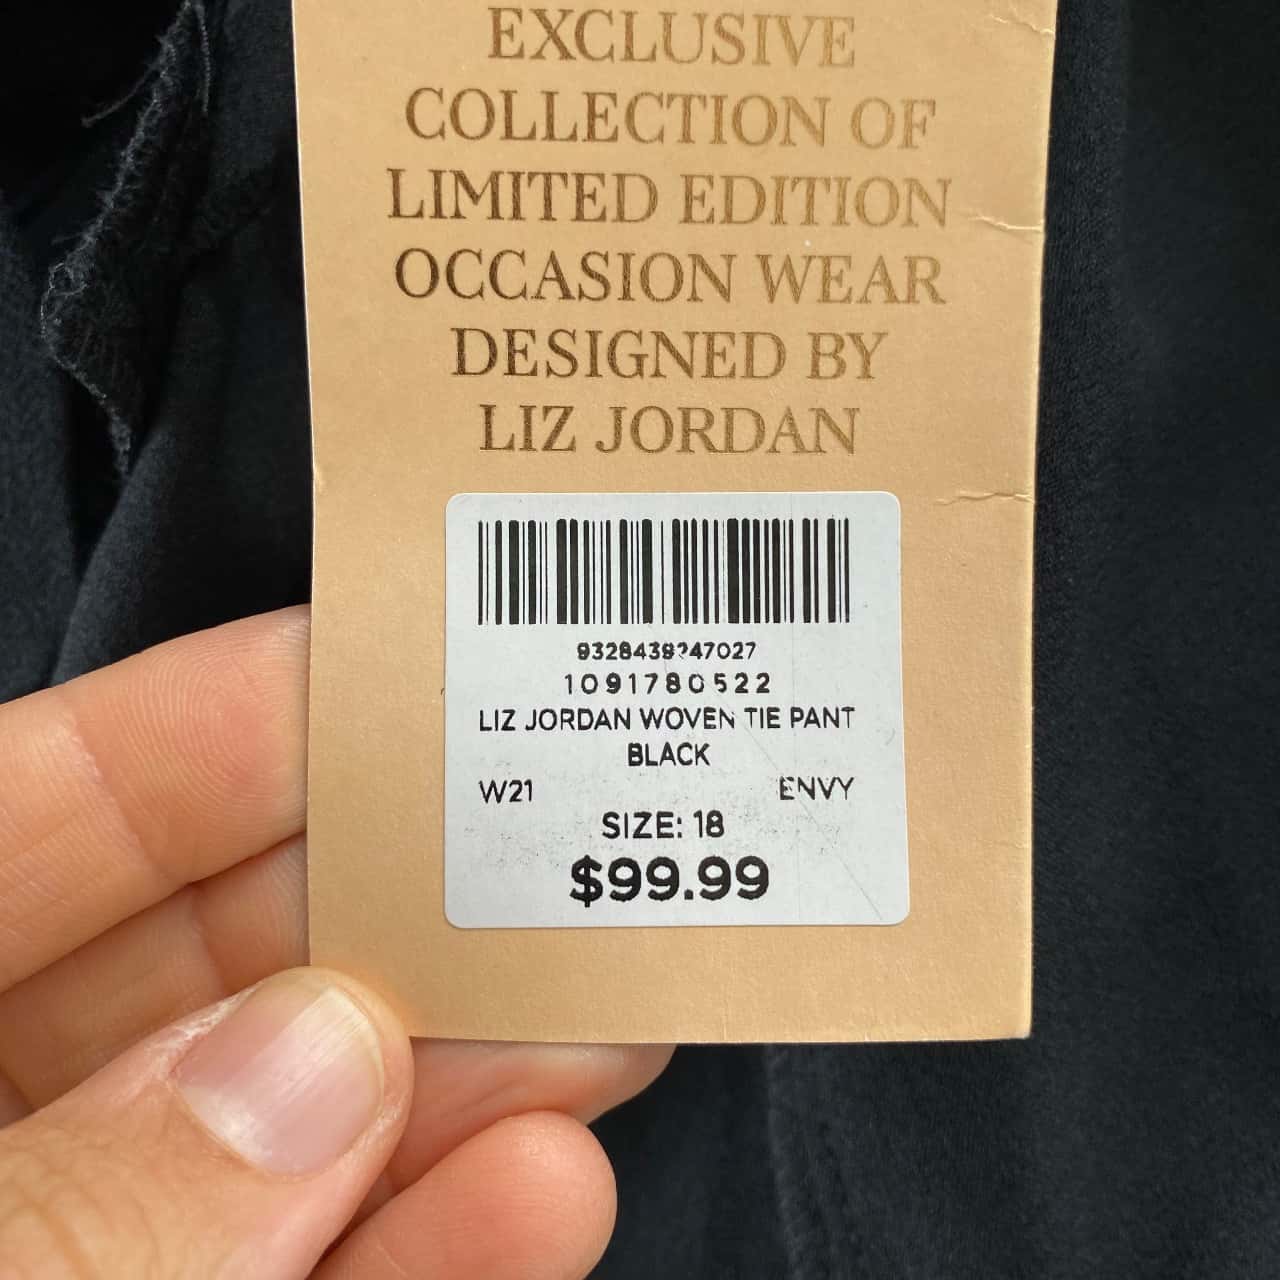 EXCLUSIVE
COLLECTION OF
LIMITED EDITION
OCCASION WEAR
DESIGNED BY
LIZ JORDAN
9328439247027
1091780522
LIZ JORDAN WOVEN TIE PANT
BLACK
W21 ENVY
SIZE: 18
$99.99